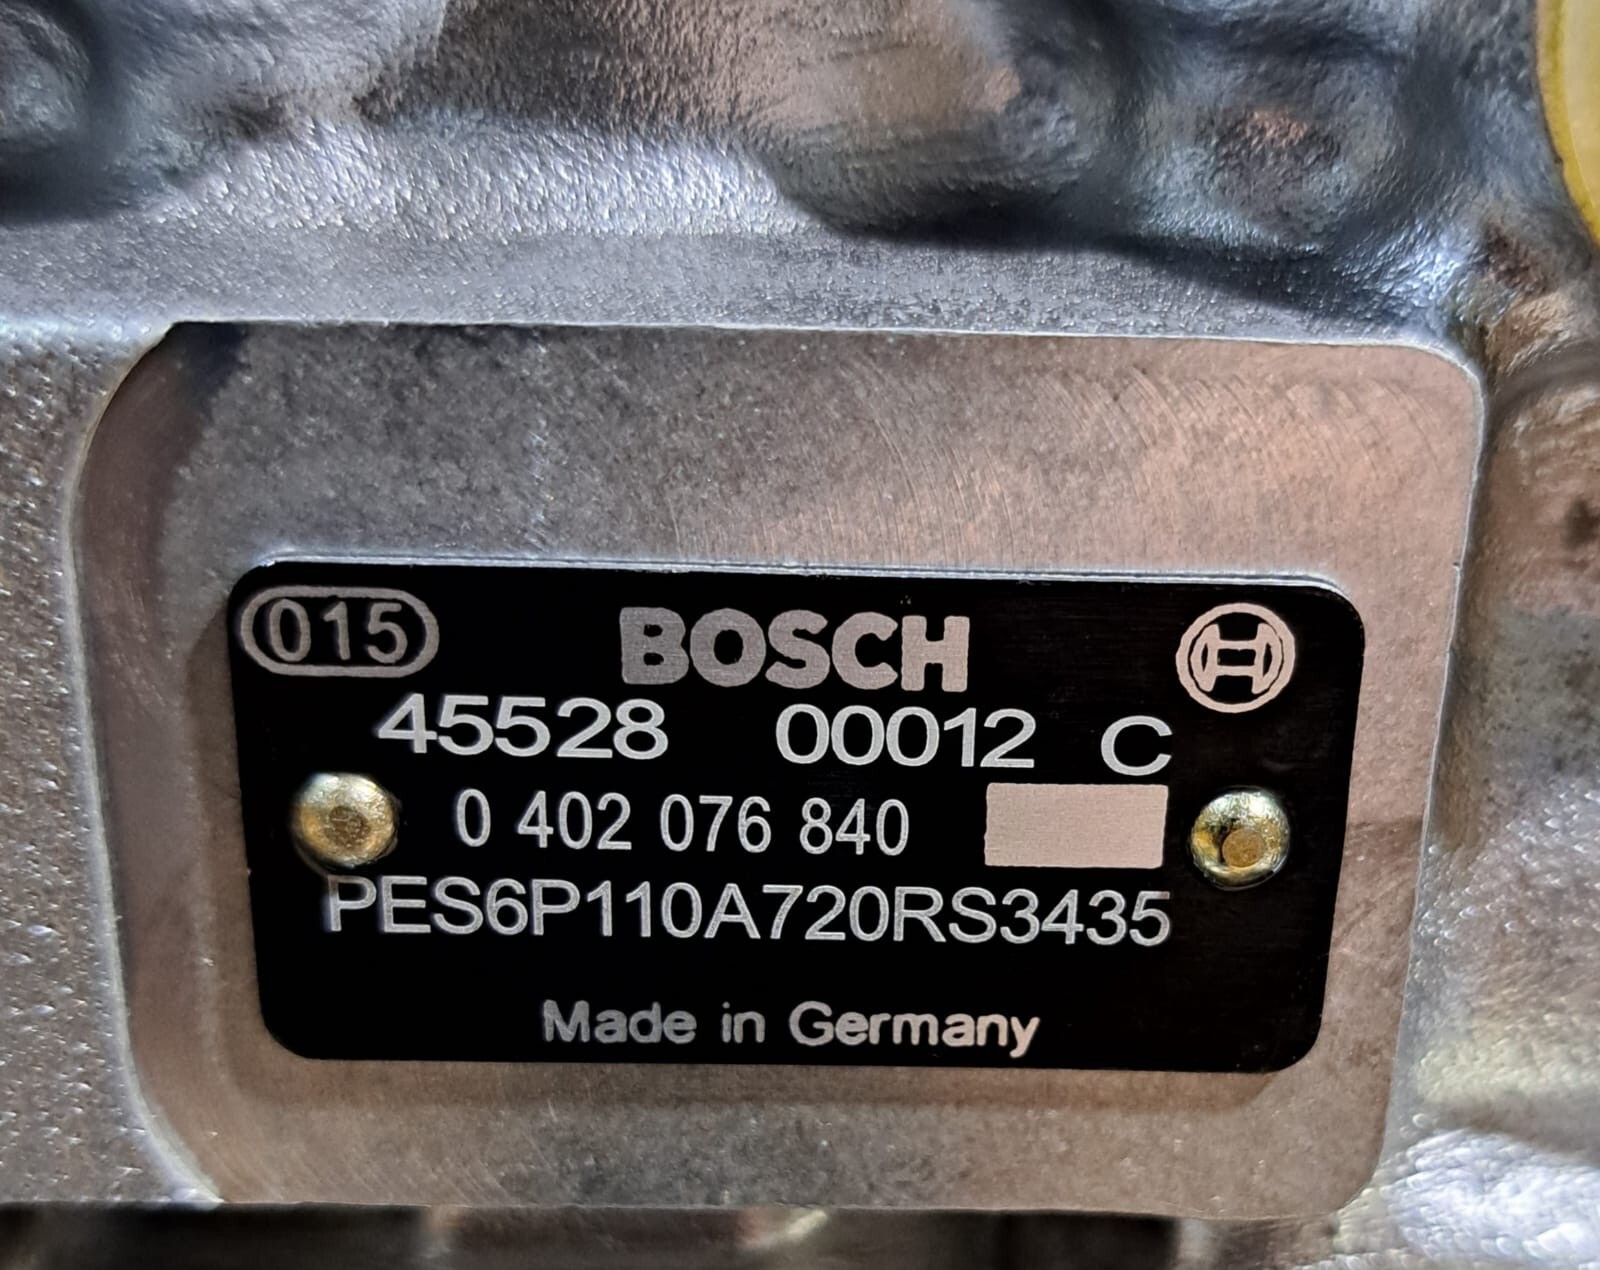 015 BOSCH
45528 00012 C
0 402 076 840
PES6P110A720RS3435
Made in Germany